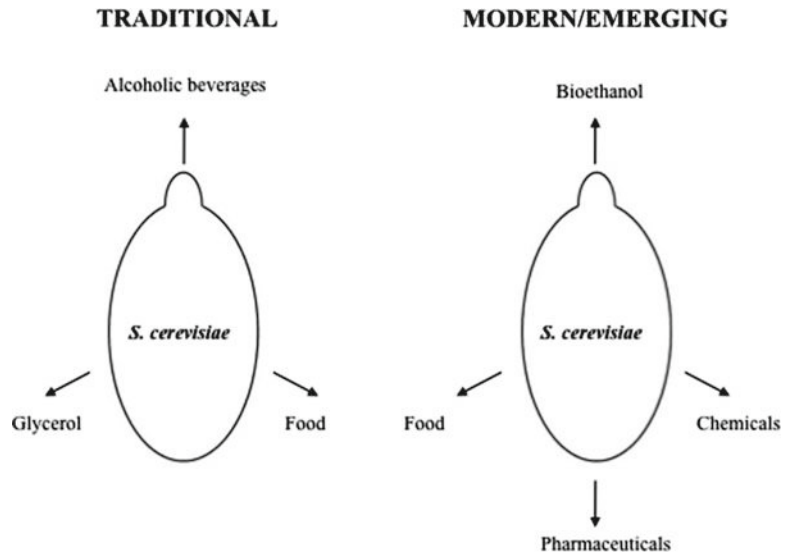 TRADITIONAL
MODERN/EMERGING
Alcoholic beverages
Bioethanol
S. cerevisiae
S. cerevisiae
Glycerol
Food
Food
Chemicals
Pharmaceuticals